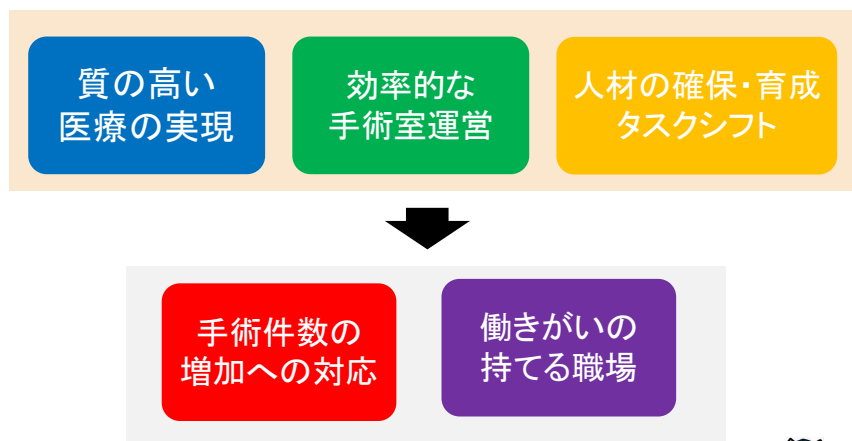 質の高い
医療の実現
効率的な
手術室運営
人材の確保・育成
タスクシフト
手術件数の
増加への対応
働きがいの
持てる職場